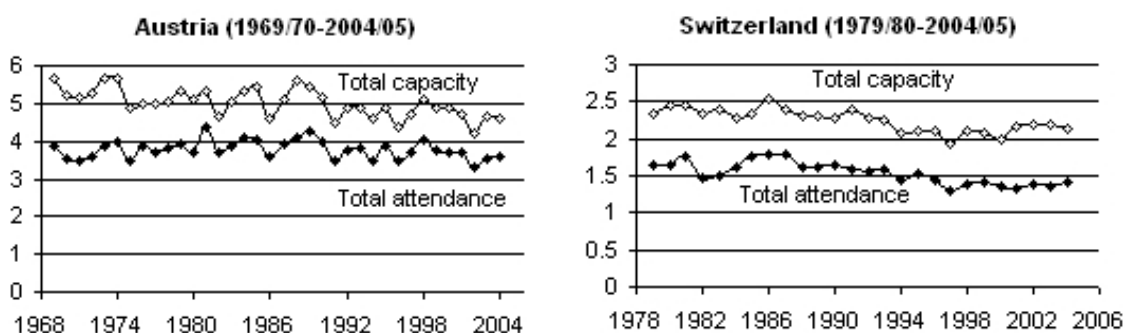 Austria (1969/70-2004/05)
6
5
4
3
2
1
0
Total capacity
Total attendance
1968 1974 1980 1986 1992 1998 2004
Switzerland (1979/80-2004/05)
3
2.5
2
1.5
1
0.5
0
Total capacity
Total attendance
1978 1982 1986 1990 1994 1998 2002 2006